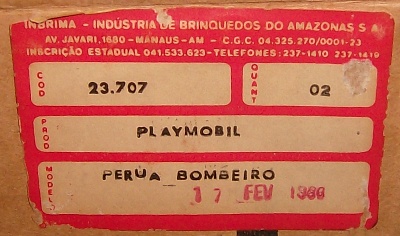 INBRIMA - INDÚSTRIA DE BRINQUEDOS DO AMAZONAS S.A.
AV. JAVARI, 1680 - MANAUS-AM - C.G.C. 04.325.270/0001-23
INSCRIÇÃO ESTADUAL 041.533.623 - TELEFONES: 237-1410 237-1419
COD 23.707 QUANT 02
PROD PLAYMOBIL
MODELO PERUA BOMBEIRO
17 FEV 1986